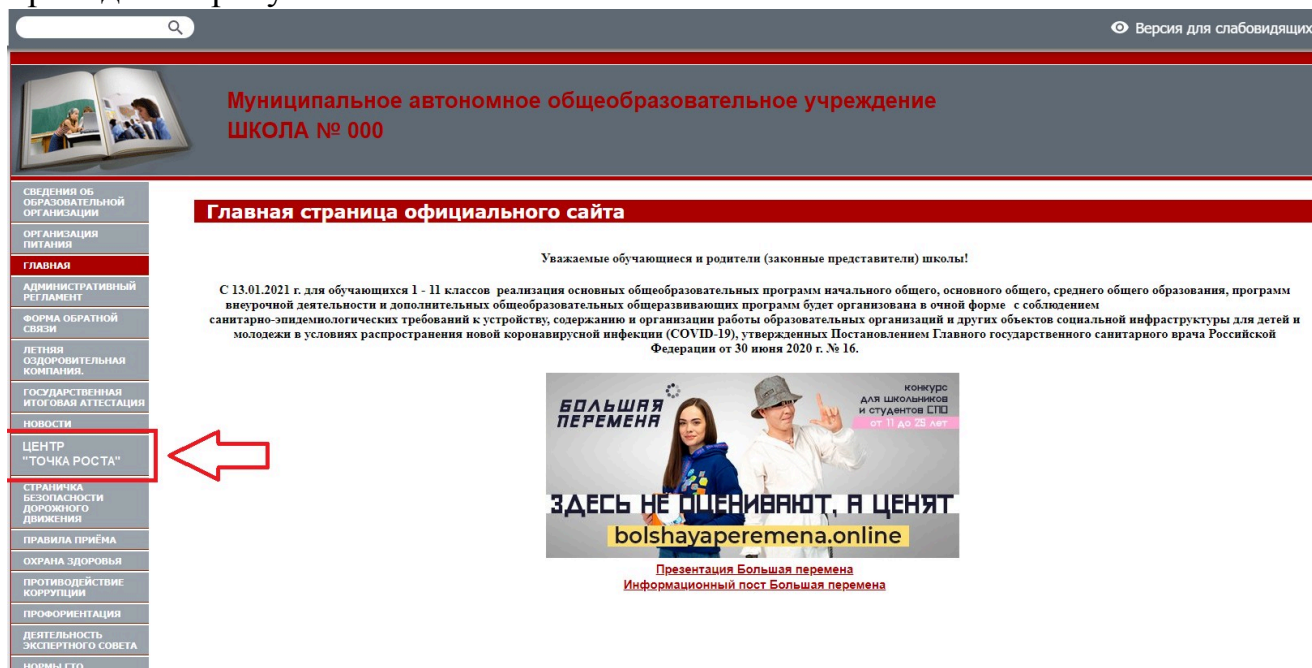 Версия для слабовидящих
Муниципальное автономное общеобразовательное учреждение
ШКОЛА № 000
СВЕДЕНИЯ ОБ
ОБРАЗОВАТЕЛЬНОЙ
ОРГАНИЗАЦИИ
ОРГАНИЗАЦИЯ
ПИТАНИЯ
ГЛАВНАЯ
АДМИНИСТРАТИВНЫЙ
РЕГЛАМЕНТ
ФОРМА ОБРАТНОЙ
СВЯЗИ
ЛЕТНЯЯ
ОЗДОРОВИТЕЛЬНАЯ
КОМПАНИЯ.
ГОСУДАРСТВЕННАЯ
ИТОГОВАЯ АТТЕСТАЦИЯ
НОВОСТИ
ЦЕНТР
"ТОЧКА РОСТА"
СТРАНИЧКА
БЕЗОПАСНОСТИ
ДОРОЖНОГО
ДВИЖЕНИЯ
ПРАВИЛА ПРИЁМА
ОХРАНА ЗДОРОВЬЯ
ПРОТИВОДЕЙСТВИЕ
КОРРУПЦИИ
ПРОФОРИЕНТАЦИЯ
ДЕЯТЕЛЬНОСТЬ
ЭКСПЕРТНОГО СОВЕТА
НОРМЫ ГТО
Главная страница официального сайта
Уважаемые обучающиеся и родители (законные представители) школы!
С 13.01.2021 г. для обучающихся 1 - 11 классов реализация основных общеобразовательных программ начального общего, основного общего, среднего общего образования, программ
внеурочной деятельности и дополнительных общеобразовательных общеразвивающих программ будет организована в очной форме с соблюдением
санитарно-эпидемиологических требований к устройству, содержанию и организации работы образовательных организаций и других объектов социальной инфраструктуры для детей и
молодежи в условиях распространения новой коронавирусной инфекции (COVID-19), утвержденных Постановлением Главного государственного санитарного врача Российской
Федерации от 30 июня 2020 г. № 16.
БОЛЬШАЯ
ПЕРЕМЕНА
конкурс
для школьников
и студентов СПО
от 11 до 25 лет
ЗДЕСЬ НЕ ОЦЕНИВАЮТ, А ЦЕНЯТ
bolshayaperemena.online
Презентация Большая перемена
Информационный пост Большая перемена